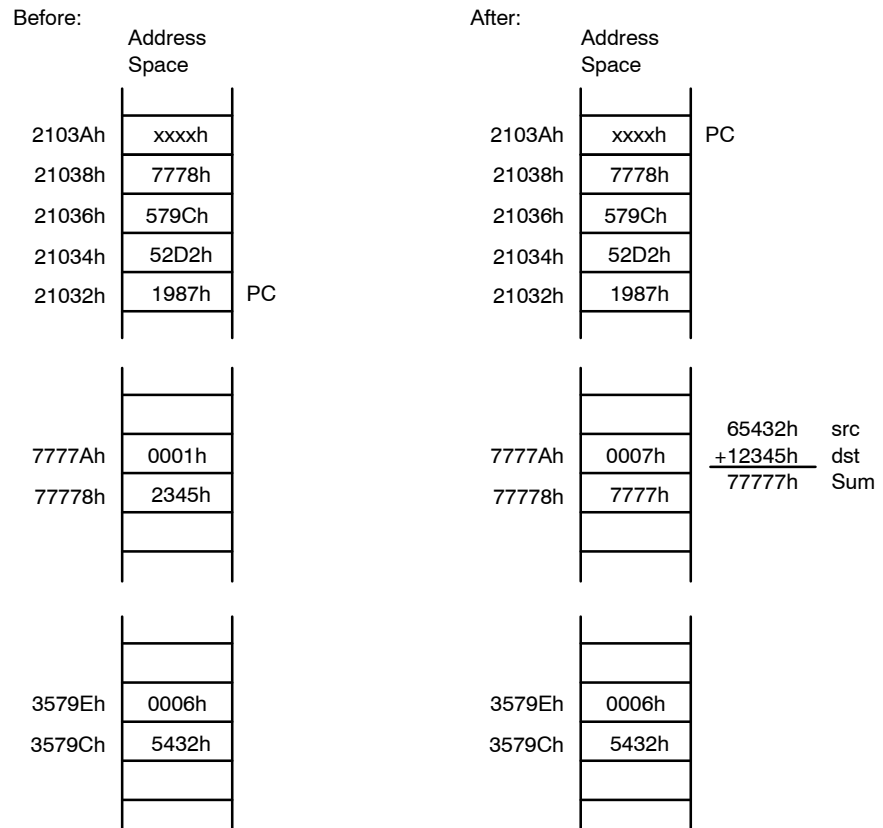 Before:
Address
Space
2103Ah xxxxh
21038h 7778h
21036h 579Ch
21034h 52D2h
21032h 1987h PC
7777Ah 0001h
77778h 2345h
3579Eh 0006h
3579Ch 5432h
After:
Address
Space
2103Ah xxxxh PC
21038h 7778h
21036h 579Ch
21034h 52D2h
21032h 1987h
7777Ah 0007h
77778h 7777h
65432h src
+12345h dst
77777h Sum
3579Eh 0006h
3579Ch 5432h